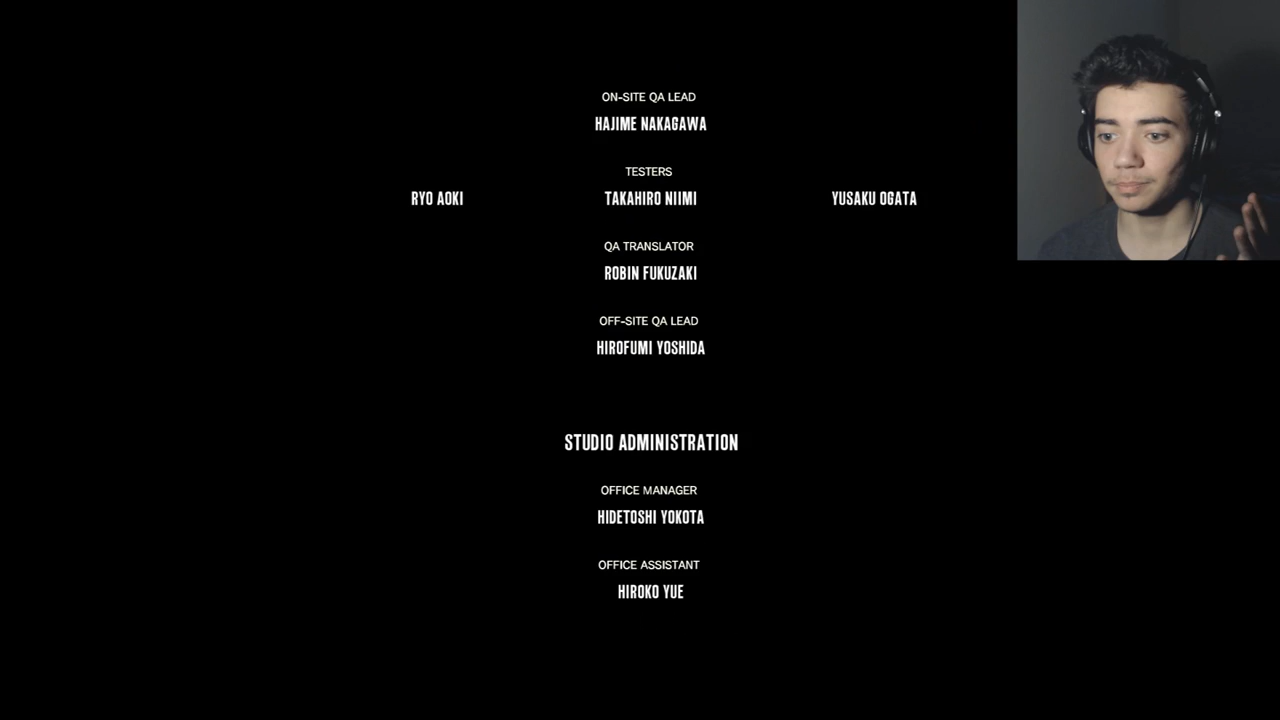 ON-SITE QA LEAD
HAJIME NAKAGAWA
TESTERS
RYO AOKI TAKAHIRO NIIMI YUSAKU OGATA
QA TRANSLATOR
ROBIN FUKUZAKI
OFF-SITE QA LEAD
HIROFUMI YOSHIDA
STUDIO ADMINISTRATION
OFFICE MANAGER
HIDETOSHI YOKOTA
OFFICE ASSISTANT
HIROKO YUE